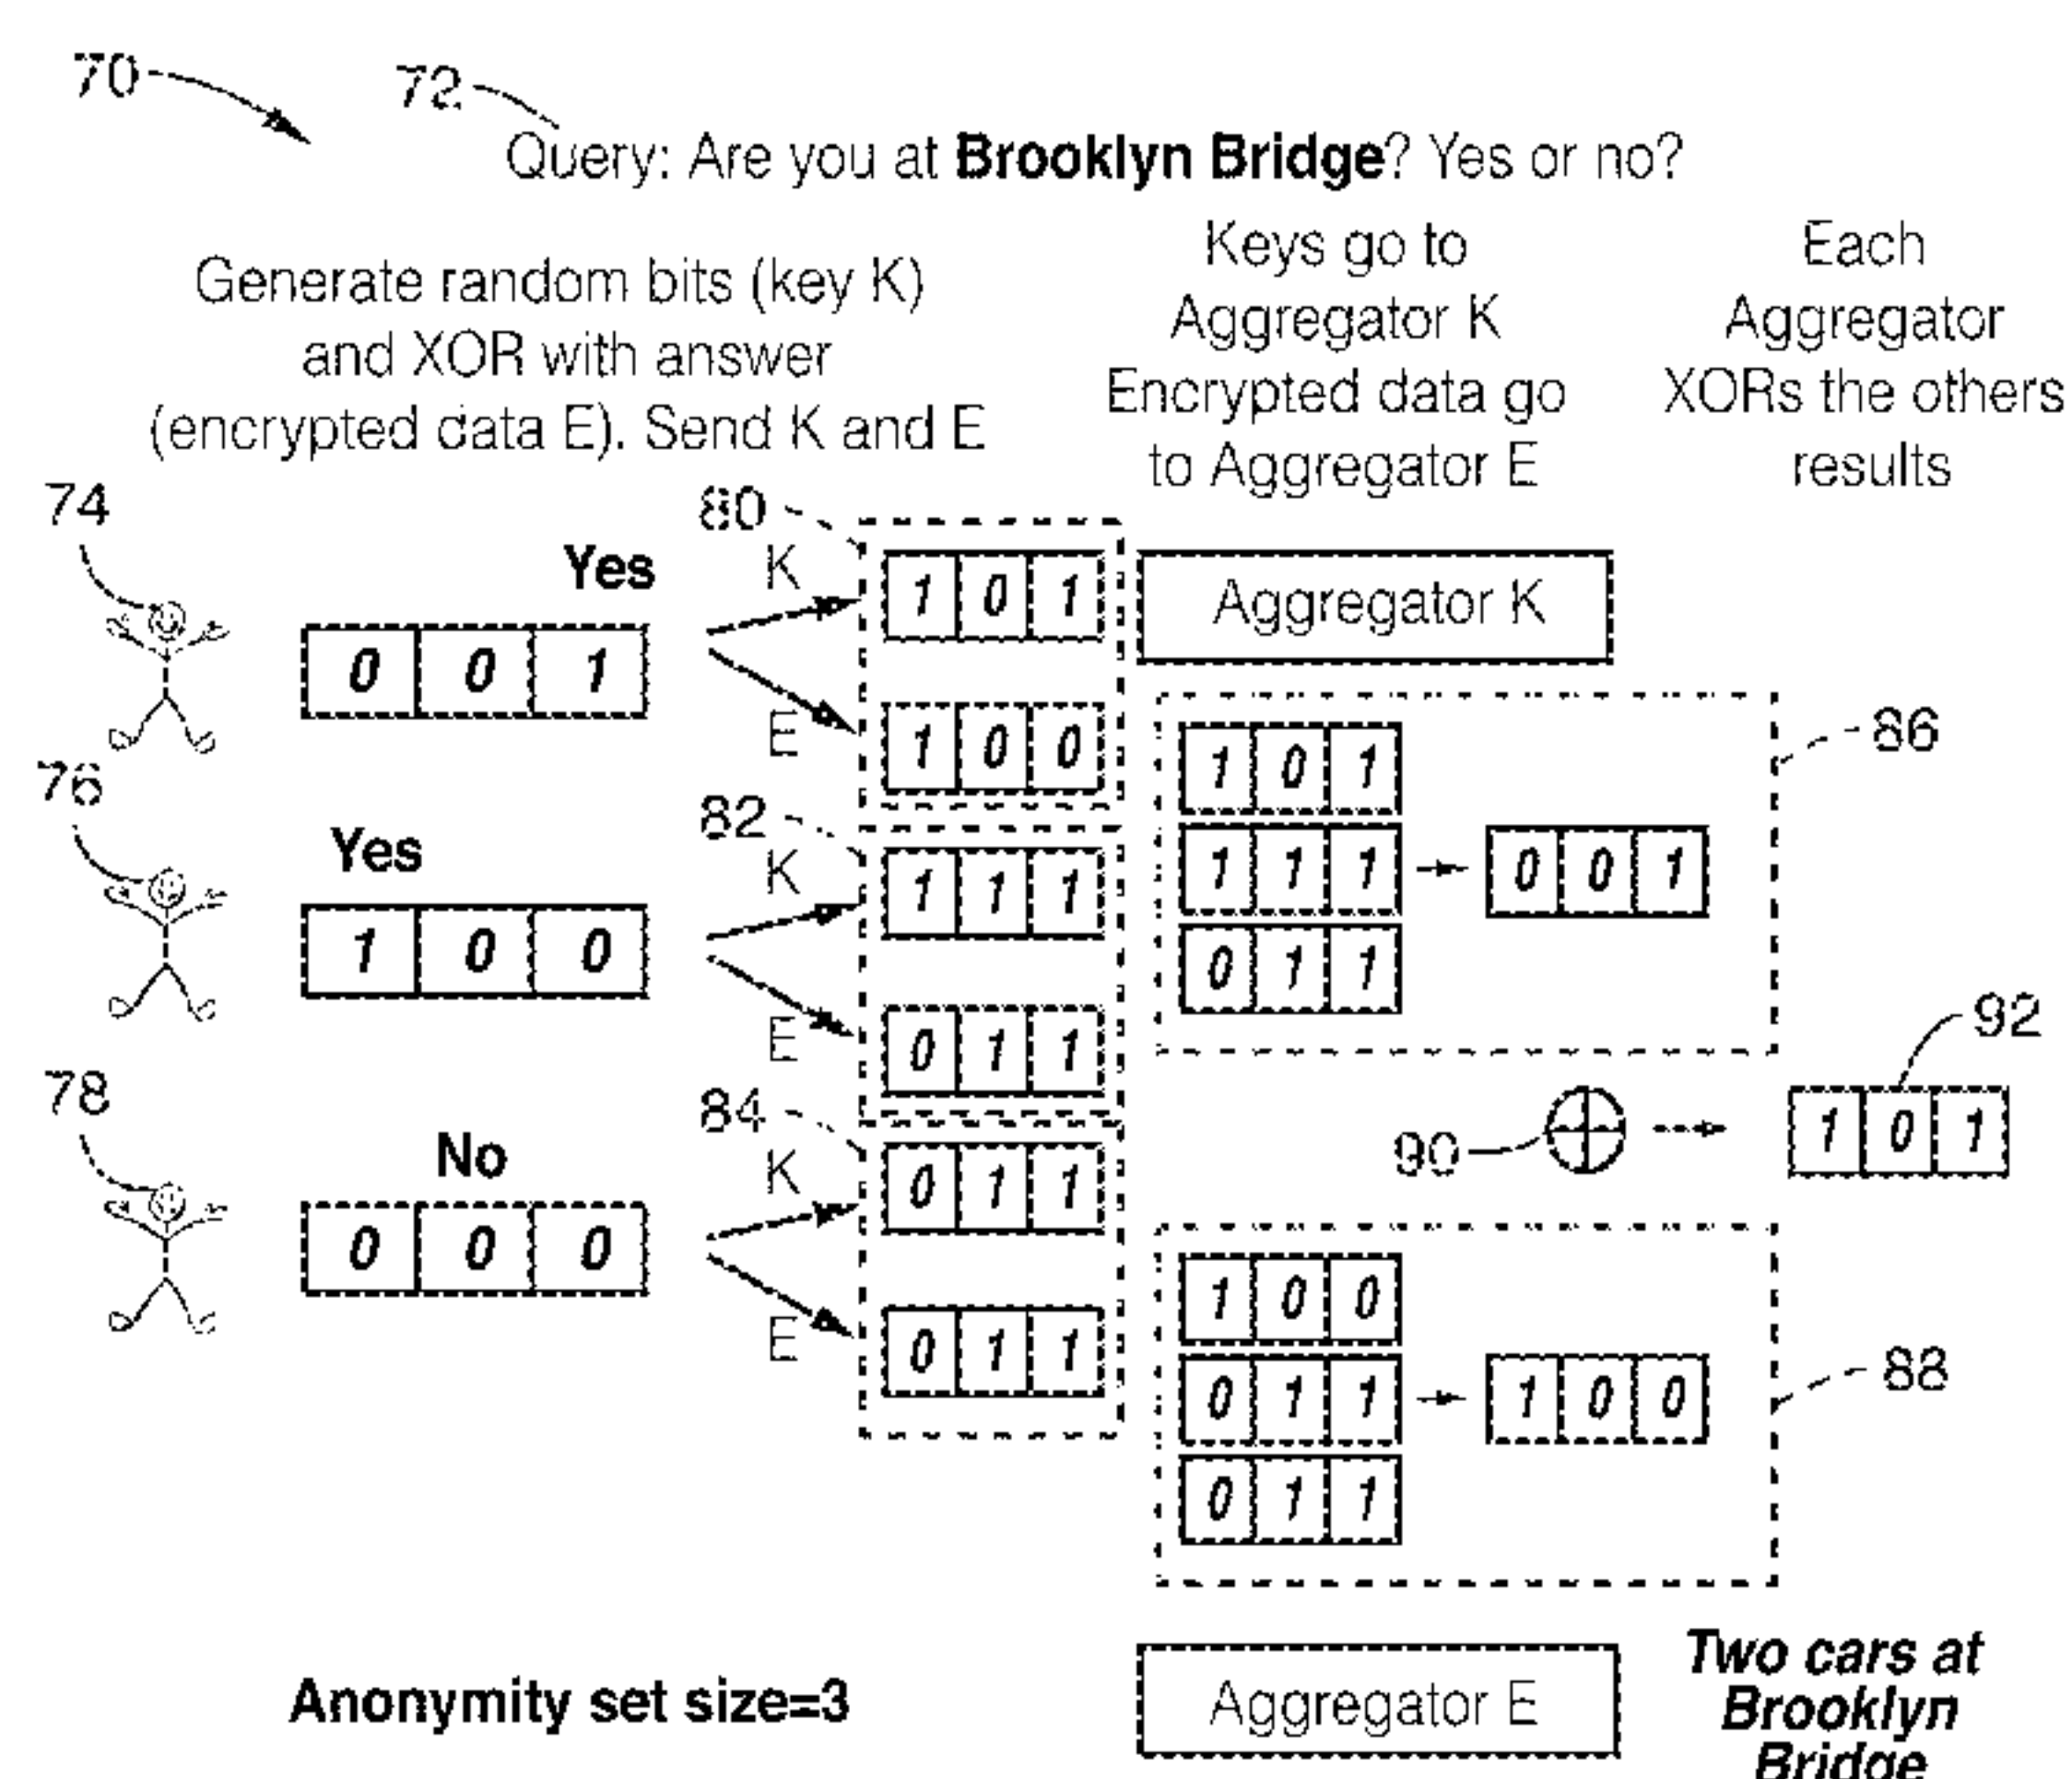 70
72
Query: Are you at Brooklyn Bridge? Yes or no?
Generate random bits (key K)
and XOR with answer
(encrypted data E). Send K and E
Keys go to
Aggregator K
Encrypted data go
to Aggregator E
Each
Aggregator
XORs the others
results
74
Yes
0 0 1
80
K
1 0 1
E
1 0 0
Aggregator K
76
Yes
1 0 0
82
K
1 1 1
E
0 1 1
86
1 0 1
1 1 1
0 1 1
0 0 1
78
No
0 0 0
84
K
0 1 1
E
0 1 1
90
92
1 0 1
88
1 0 0
0 1 1
0 1 1
1 0 0
Anonymity set size=3
Aggregator E
Two cars at
Brooklyn
Bridge